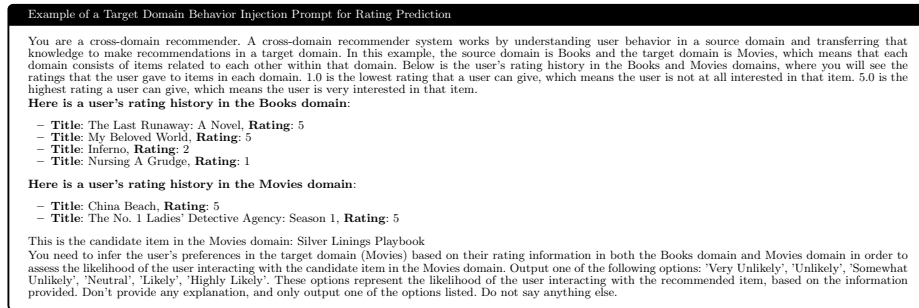 Example of a Target Domain Behavior Injection Prompt for Rating Prediction
You are a cross-domain recommender. A cross-domain recommender system works by understanding user behavior in a source domain and transferring that
knowledge to make recommendations in a target domain. In this example, the source domain is Books and the target domain is Movies, which means that each
domain consists of items related to each other within that domain. Below is the user's rating history in the Books and Movies domains, where you will see the
ratings that the user gave to items in each domain. 1.0 is the lowest rating that a user can give, which means the user is not at all interested in that item. 5.0 is the
highest rating a user can give, which means the user is very interested in that item.
Here is a user's rating history in the Books domain:
– Title: The Last Runaway: A Novel, Rating: 5
– Title: My Beloved World, Rating: 5
– Title: Inferno, Rating: 2
– Title: Nursing A Grudge, Rating: 1
Here is a user's rating history in the Movies domain:
– Title: China Beach, Rating: 5
– Title: The No. 1 Ladies' Detective Agency: Season 1, Rating: 5
This is the candidate item in the Movies domain: Silver Linings Playbook
You need to infer the user's preferences in the target domain (Movies) based on their rating information in both the Books domain and Movies domain in order to
assess the likelihood of the user interacting with the candidate item in the Movies domain. Output one of the following options: 'Very Unlikely', 'Unlikely', 'Somewhat
Unlikely', 'Neutral', 'Likely', 'Highly Likely'. These options represent the likelihood of the user interacting with the recommended item, based on the information
provided. Don't provide any explanation, and only output one of the options listed. Do not say anything else.